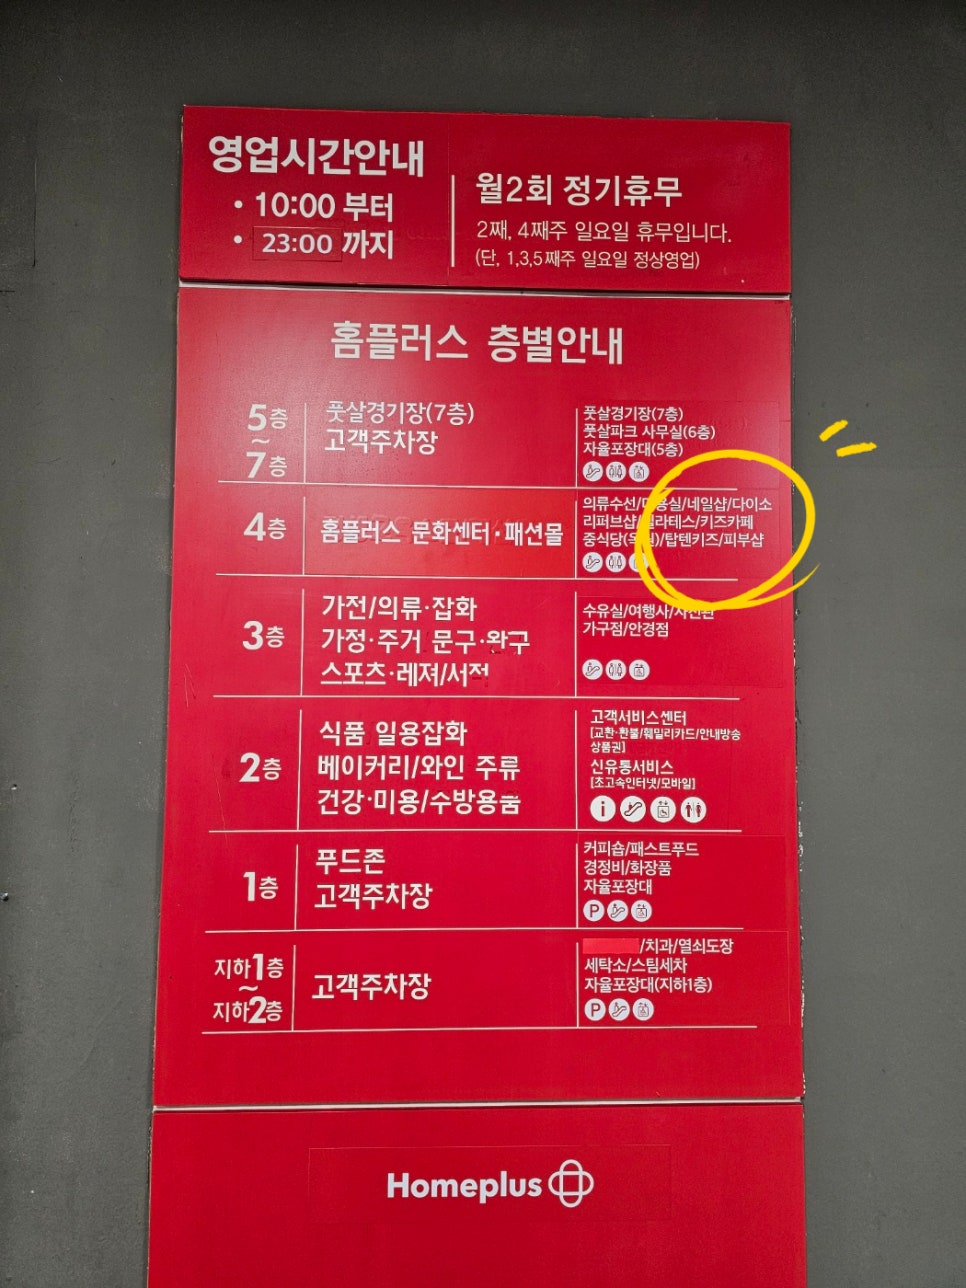 영업시간안내
• 10:00 부터
• 23:00 까지
월2회 정기휴무
2째, 4째주 일요일 휴무입니다.
(단, 1,3,5째주 일요일 정상영업)
홈플러스 층별안내
5층
~
7층
풋살경기장(7층)
고객주차장
풋살경기장(7층)
풋살파크 사무실(6층)
자율포장대(5층)
4층
홈플러스 문화센터·패션몰
의류수선/미용실/네일샵/다이소
리퍼브샵/필라테스/키즈카페
중식당( )/탑텐키즈/피부샵
3층
가전/의류·잡화
가정·주거 문구·완구
스포츠·레져/서적
수유실/여행사/사진관
가구점/안경점
2층
식품 일용잡화
베이커리/와인 주류
건강·미용/수방용품
고객서비스센터
[교환·환불/훼밀리카드/안내방송
상품권]
신유통서비스
[초고속인터넷/모바일]
1층
푸드존
고객주차장
커피숍/패스트푸드
경정비/화장품
자율포장대
P
지하1층
~
지하2층
고객주차장
/치과/열쇠도장
세탁소/스팀세차
자율포장대(지하1층)
P
Homeplus